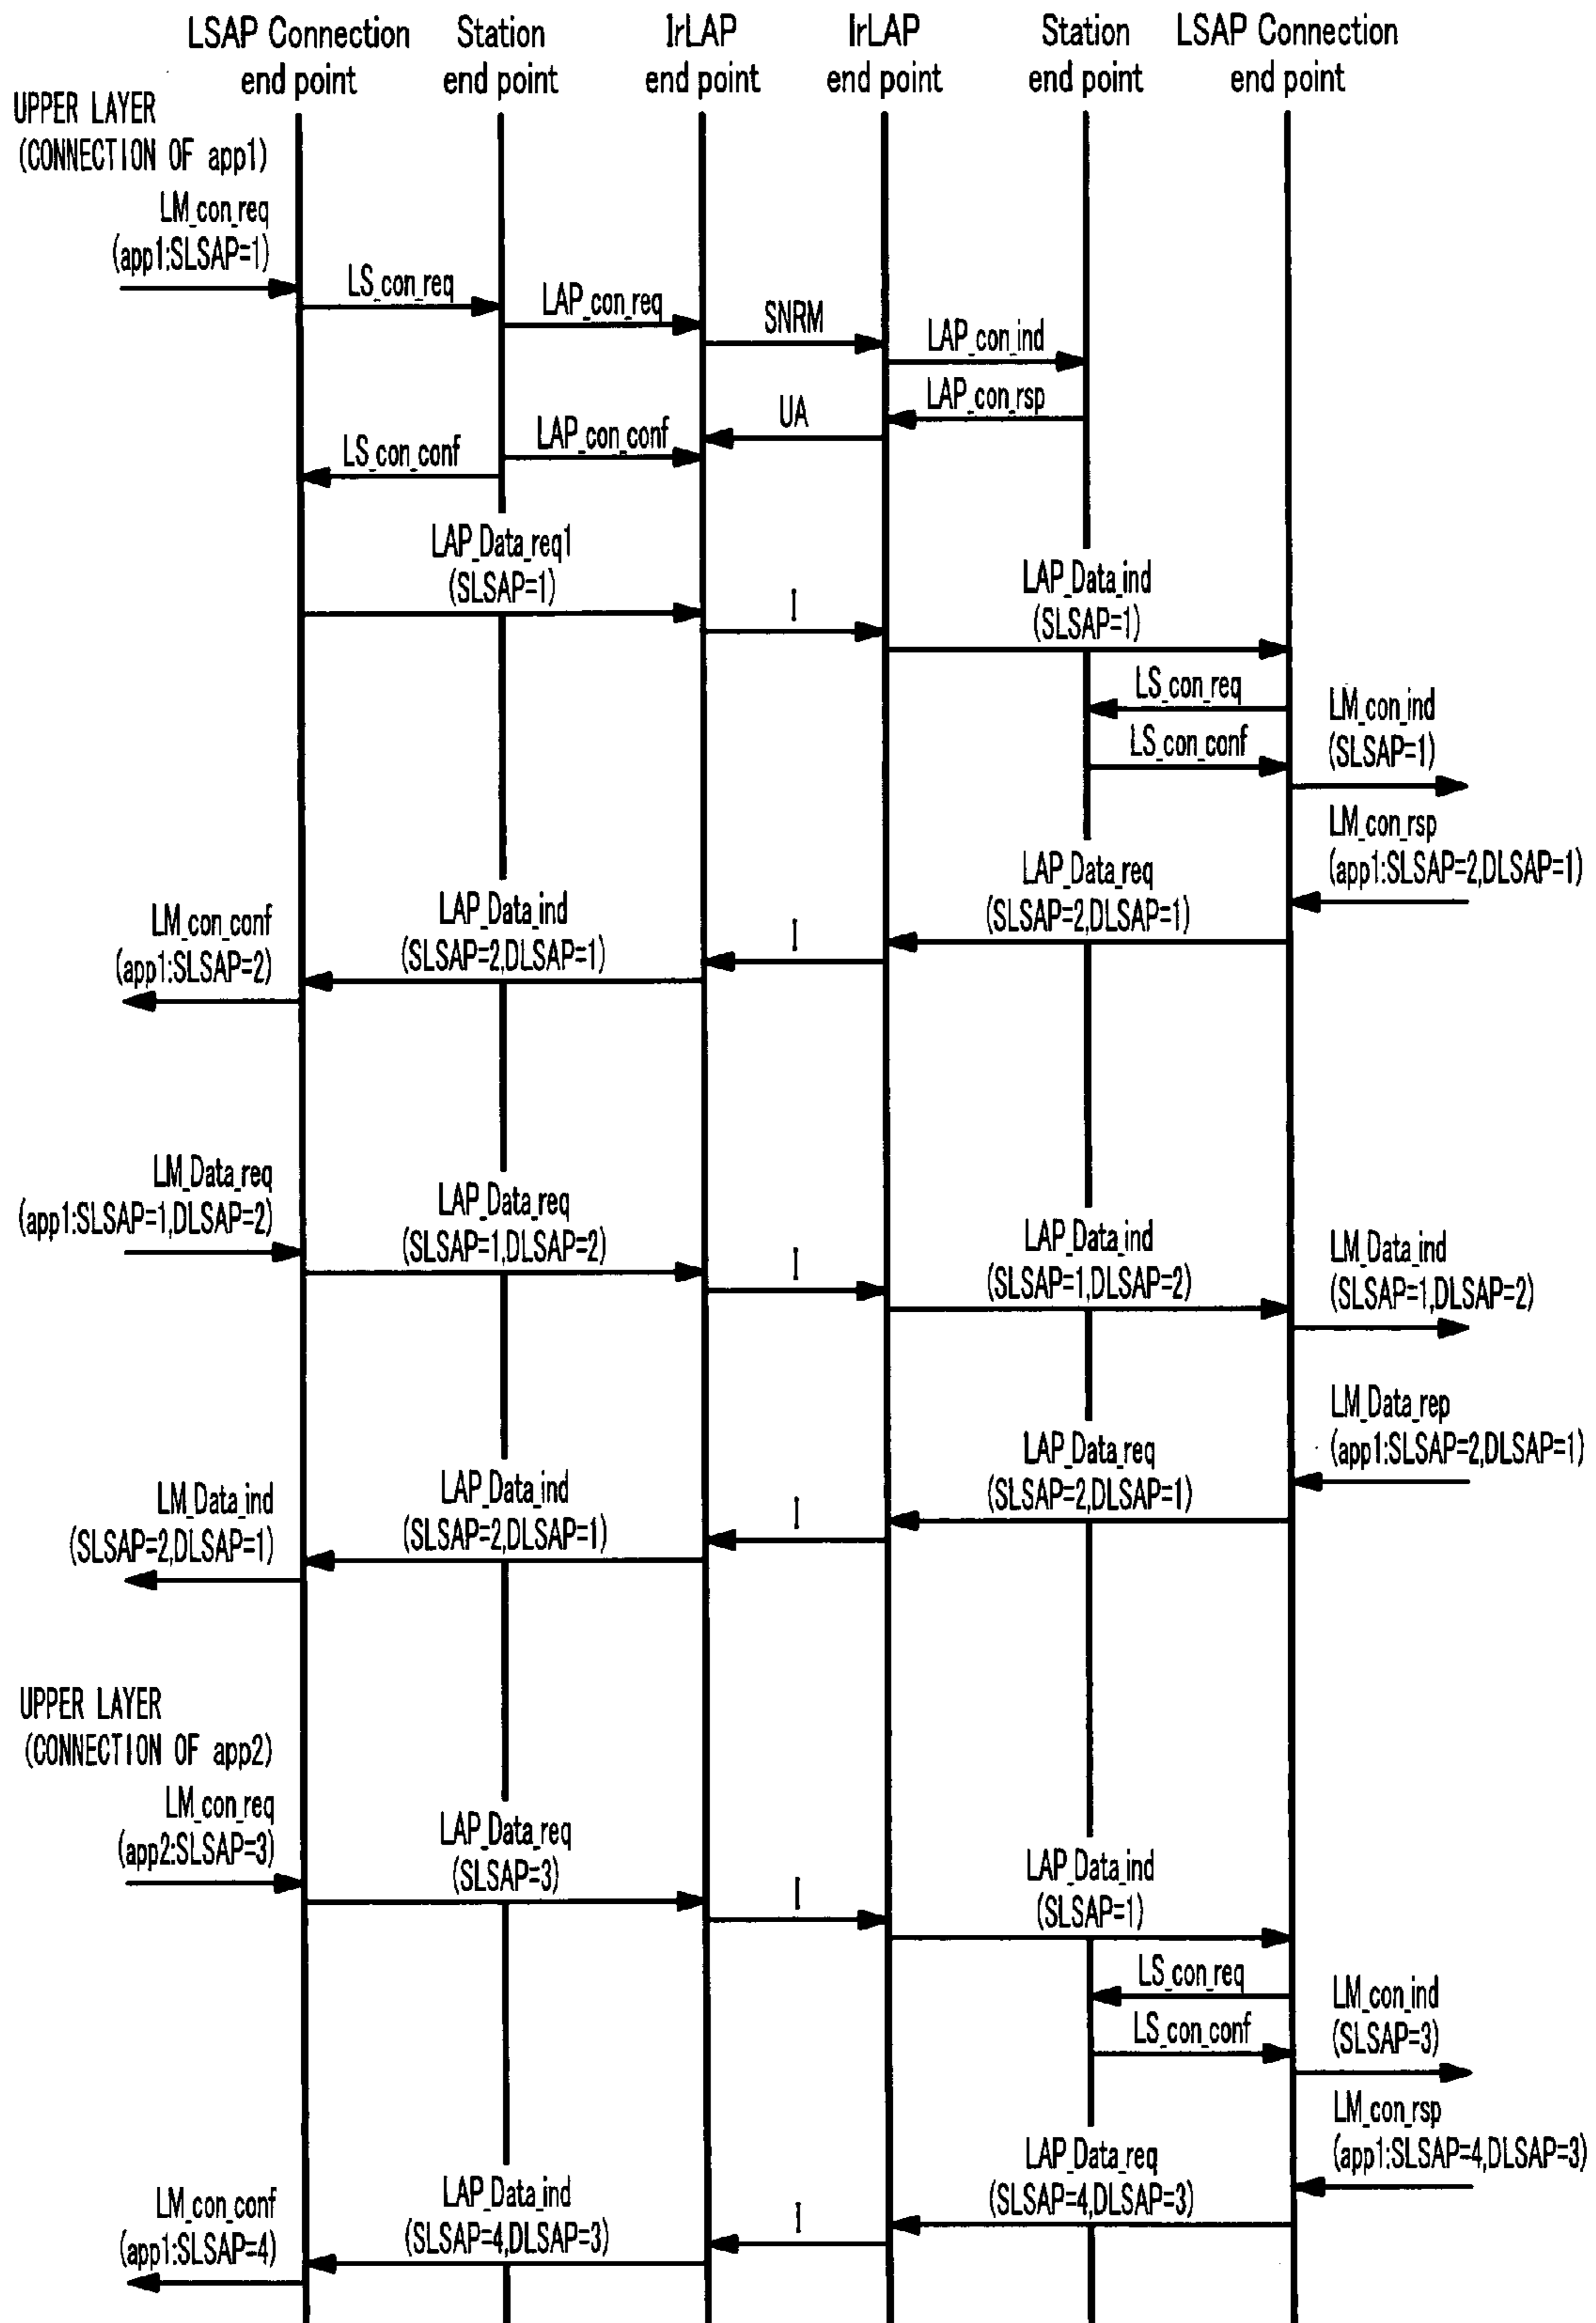 LSAP Connection
end point
Station
end point
IrLAP
end point
IrLAP
end point
Station
end point
LSAP Connection
end point
UPPER LAYER
(CONNECTION OF app1)
LM_con_req
(app1:SLSAP=1)
LS_con_req
LAP_con_req
SNRM
LAP_con_ind
LAP_con_rsp
UA
LAP_con_conf
LS_con_conf
LAP_Data_req1
(SLSAP=1)
I
LAP_Data_ind
(SLSAP=1)
LS_con_req
LS_con_conf
LM_con_ind
(SLSAP=1)
LM_con_rsp
(app1:SLSAP=2,DLSAP=1)
LAP_Data_req
(SLSAP=2,DLSAP=1)
I
LAP_Data_ind
(SLSAP=2,DLSAP=1)
LM_con_conf
(app1:SLSAP=2)
LM_Data_req
(app1:SLSAP=1,DLSAP=2)
LAP_Data_req
(SLSAP=1,DLSAP=2)
I
LAP_Data_ind
(SLSAP=1,DLSAP=2)
LM_Data_ind
(SLSAP=1,DLSAP=2)
LM_Data_rep
(app1:SLSAP=2,DLSAP=1)
LAP_Data_req
(SLSAP=2,DLSAP=1)
I
LAP_Data_ind
(SLSAP=2,DLSAP=1)
LM_Data_ind
(SLSAP=2,DLSAP=1)
UPPER LAYER
(CONNECTION OF app2)
LM_con_req
(app2:SLSAP=3)
LAP_Data_req
(SLSAP=3)
I
LAP_Data_ind
(SLSAP=1)
LS_con_req
LS_con_conf
LM_con_ind
(SLSAP=3)
LM_con_rsp
(app1:SLSAP=4,DLSAP=3)
LAP_Data_req
(SLSAP=4,DLSAP=3)
I
LAP_Data_ind
(SLSAP=4,DLSAP=3)
LM_con_conf
(app1:SLSAP=4)